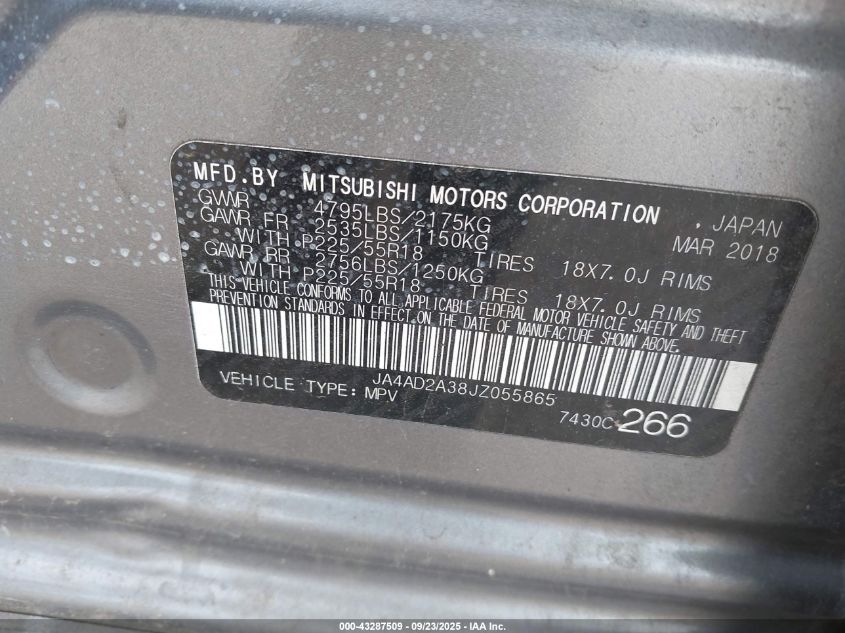 MFD.BY MITSUBISHI MOTORS CORPORATION , JAPAN
GVWR 4795LBS/2175KG MAR 2018
GAWR FR 2535LBS/1150KG
WITH P225/55R18 TIRES 18X7.0J RIMS
GAWR RR 2756LBS/1250KG
WITH P225/55R18 TIRES 18X7.0J RIMS
THIS VEHICLE CONFORMS TO ALL APPLICABLE FEDERAL MOTOR VEHICLE SAFETY AND THEFT
PREVENTION STANDARDS IN EFFECT ON THE DATE OF MANUFACTURE SHOWN ABOVE.
JA4AD2A38JZ055865
VEHICLE TYPE: MPV 7430C 266
000-43287509 - 09/23/2025 - IAA Inc.